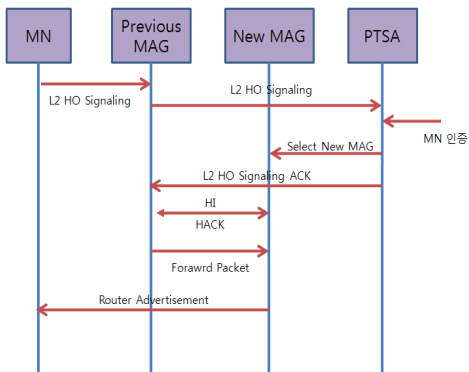 MN
Previous
MAG
New MAG
PTSA
L2 HO Signaling
L2 HO Signaling
MN 인증
Select New MAG
L2 HO Signaling ACK
HI
HACK
Forawrd Packet
Router Advertisement